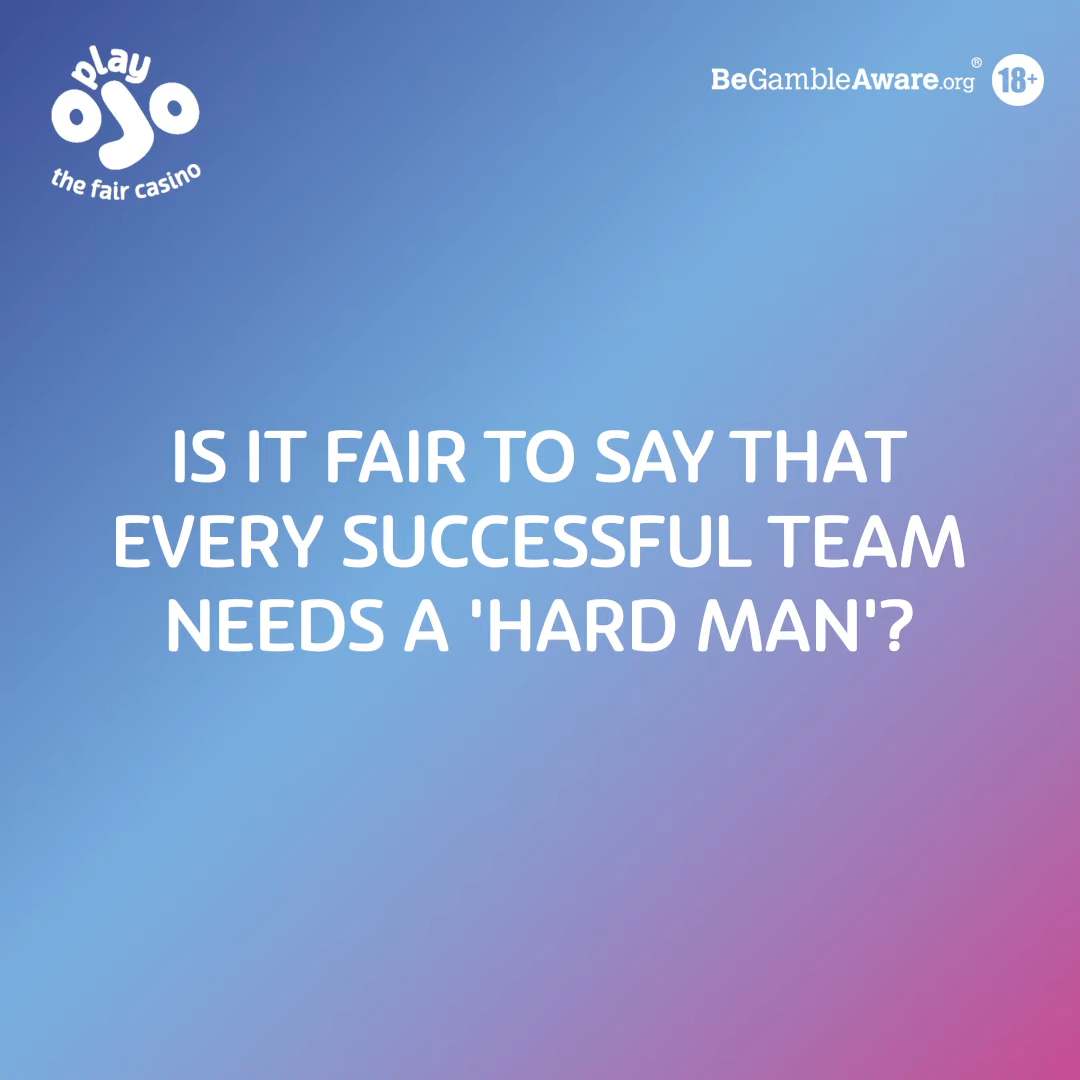 play
OJO
the fair casino
BeGambleAware.org®
18+
IS IT FAIR TO SAY THAT
EVERY SUCCESSFUL TEAM
NEEDS A 'HARD MAN'?